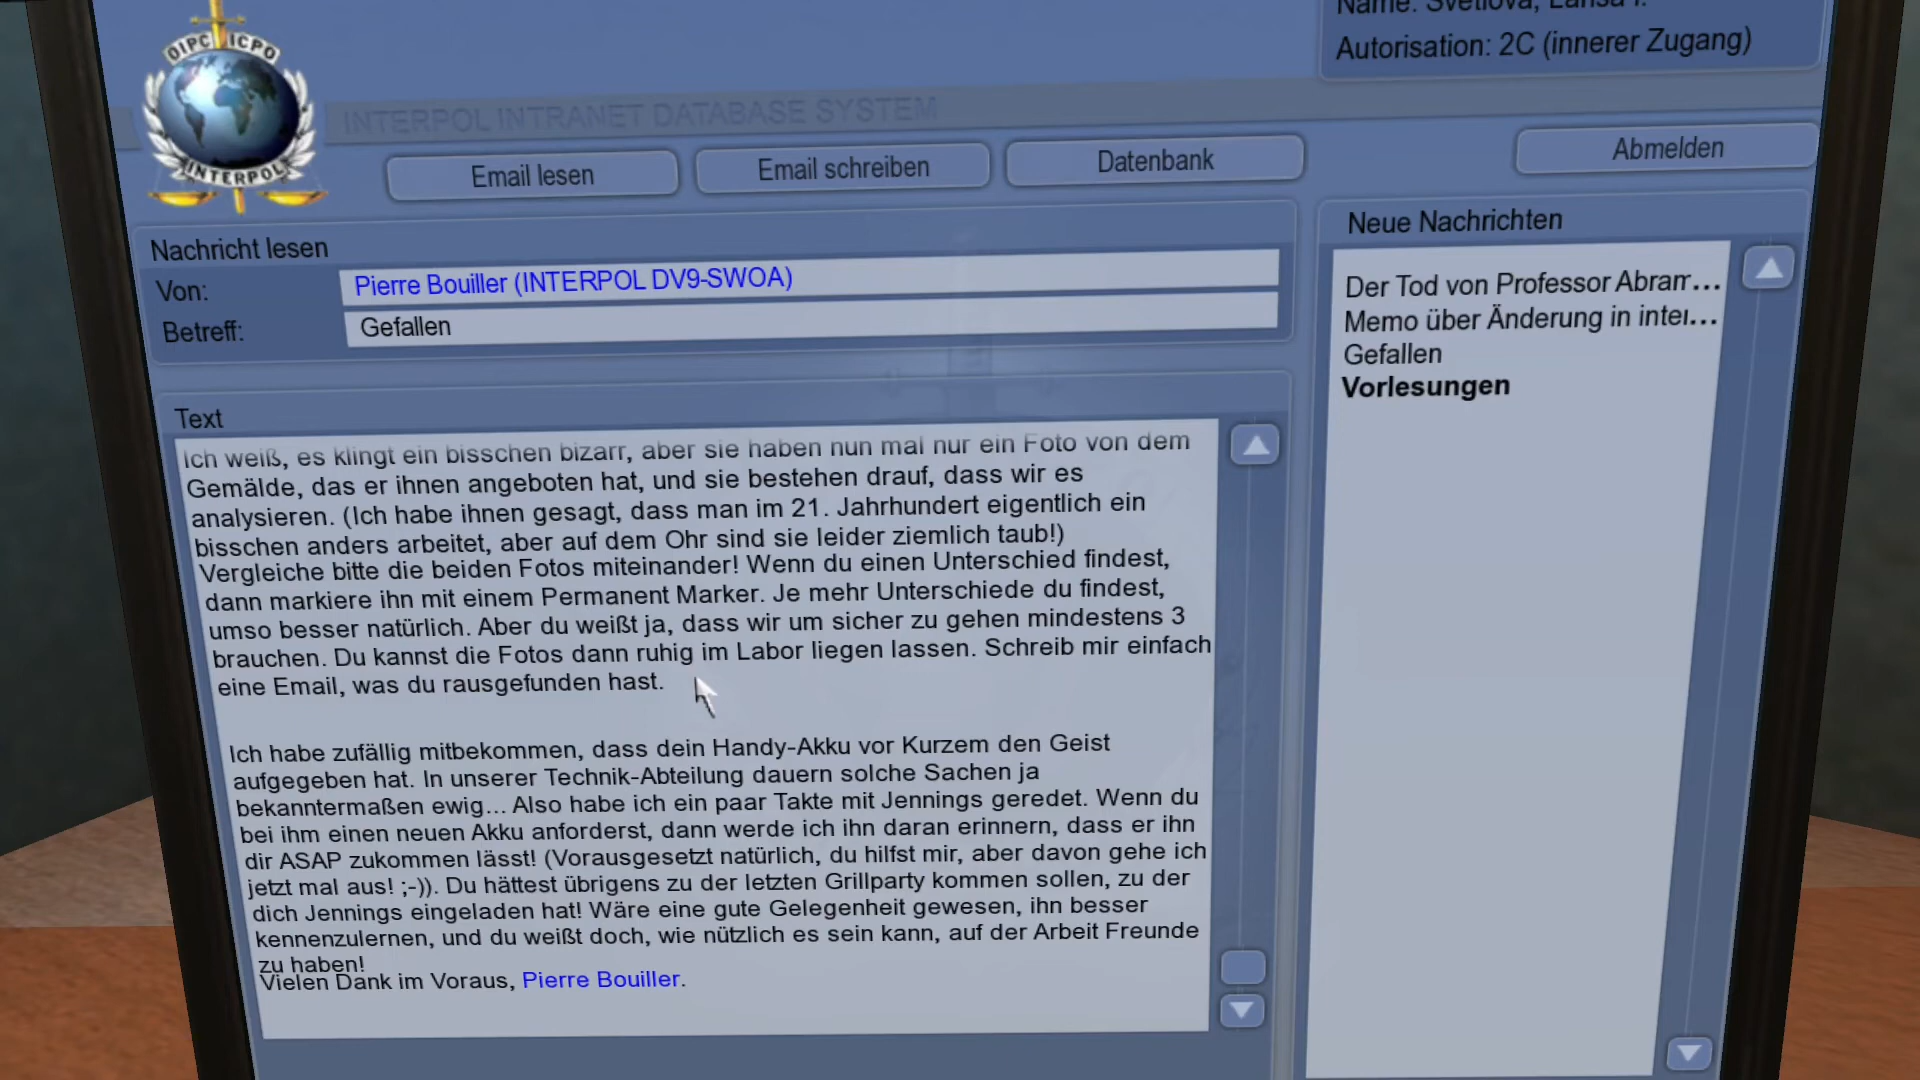 Name: Svetlova, Larisa I.
Autorisation: 2C (innerer Zugang)
OIPC ICPO
INTERPOL
INTERPOL INTRANET DATABASE SYSTEM
Email lesen
Email schreiben
Datenbank
Abmelden
Nachricht lesen
Von:
Pierre Bouiller (INTERPOL DV9-SWOA)
Betreff:
Gefallen
Neue Nachrichten
Der Tod von Professor Abram...
Memo über Änderung in inter...
Gefallen
Vorlesungen
Text
Ich weiß, es klingt ein bisschen bizarr, aber sie haben nun mal nur ein Foto von dem
Gemälde, das er ihnen angeboten hat, und sie bestehen drauf, dass wir es
analysieren. (Ich habe ihnen gesagt, dass man im 21. Jahrhundert eigentlich ein
bisschen anders arbeitet, aber auf dem Ohr sind sie leider ziemlich taub!)
Vergleiche bitte die beiden Fotos miteinander! Wenn du einen Unterschied findest,
dann markiere ihn mit einem Permanent Marker. Je mehr Unterschiede du findest,
umso besser natürlich. Aber du weißt ja, dass wir um sicher zu gehen mindestens 3
brauchen. Du kannst die Fotos dann ruhig im Labor liegen lassen. Schreib mir einfach
eine Email, was du rausgefunden hast.
Ich habe zufällig mitbekommen, dass dein Handy-Akku vor Kurzem den Geist
aufgegeben hat. In unserer Technik-Abteilung dauern solche Sachen ja
bekanntermaßen ewig... Also habe ich ein paar Takte mit Jennings geredet. Wenn du
bei ihm einen neuen Akku anforderst, dann werde ich ihn daran erinnern, dass er ihn
dir ASAP zukommen lässt! (Vorausgesetzt natürlich, du hilfst mir, aber davon gehe ich
jetzt mal aus! ;-)). Du hättest übrigens zu der letzten Grillparty kommen sollen, zu der
dich Jennings eingeladen hat! Wäre eine gute Gelegenheit gewesen, ihn besser
kennenzulernen, und du weißt doch, wie nützlich es sein kann, auf der Arbeit Freunde
zu haben!
Vielen Dank im Voraus, Pierre Bouiller.